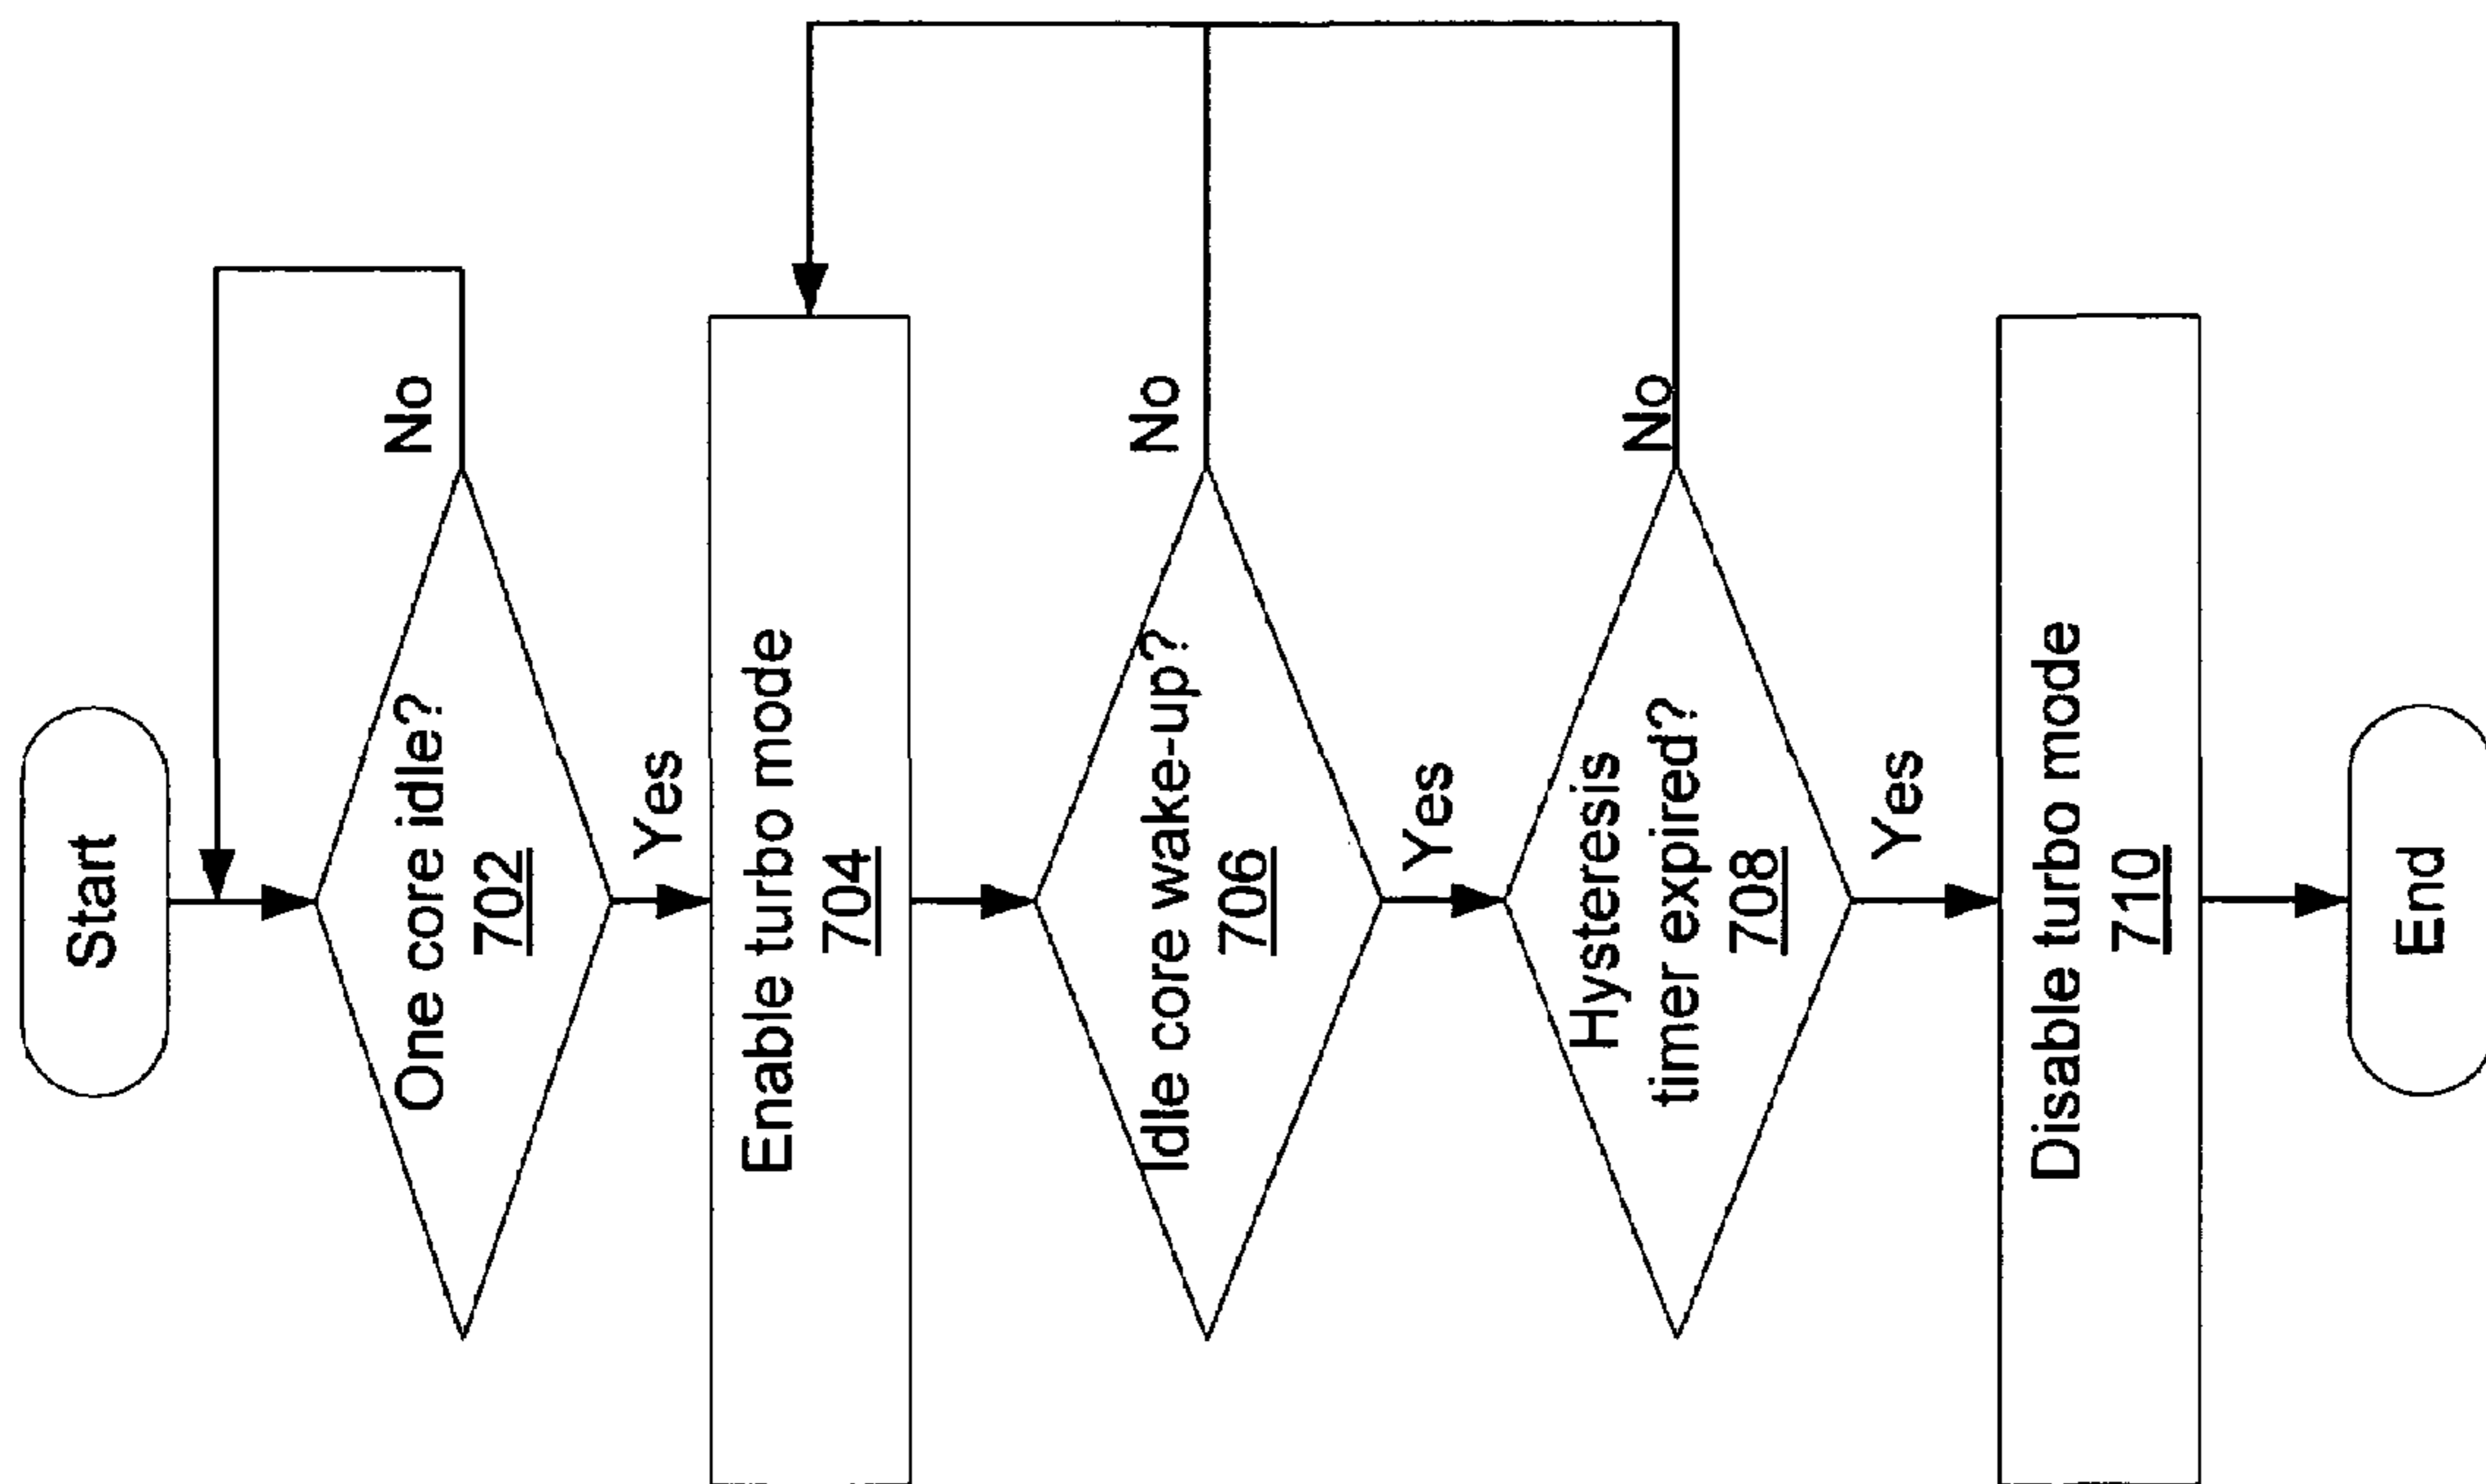 Start
One core idle?
702
No
Yes
Enable turbo mode
704
Idle core wake-up?
706
No
Yes
Hysteresis
timer expired?
708
No
Yes
Disable turbo mode
710
End